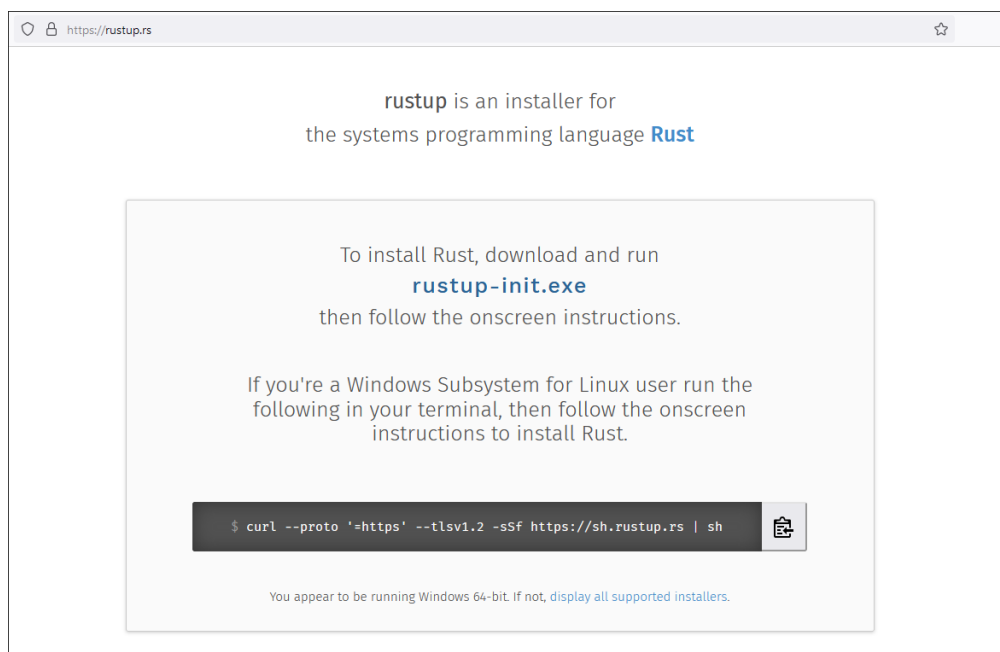 https://rustup.rs
rustup is an installer for
the systems programming language Rust
To install Rust, download and run
rustup-init.exe
then follow the onscreen instructions.
If you're a Windows Subsystem for Linux user run the
following in your terminal, then follow the onscreen
instructions to install Rust.
$ curl --proto '=https' --tlsv1.2 -sSf https://sh.rustup.rs | sh
You appear to be running Windows 64-bit. If not, display all supported installers.